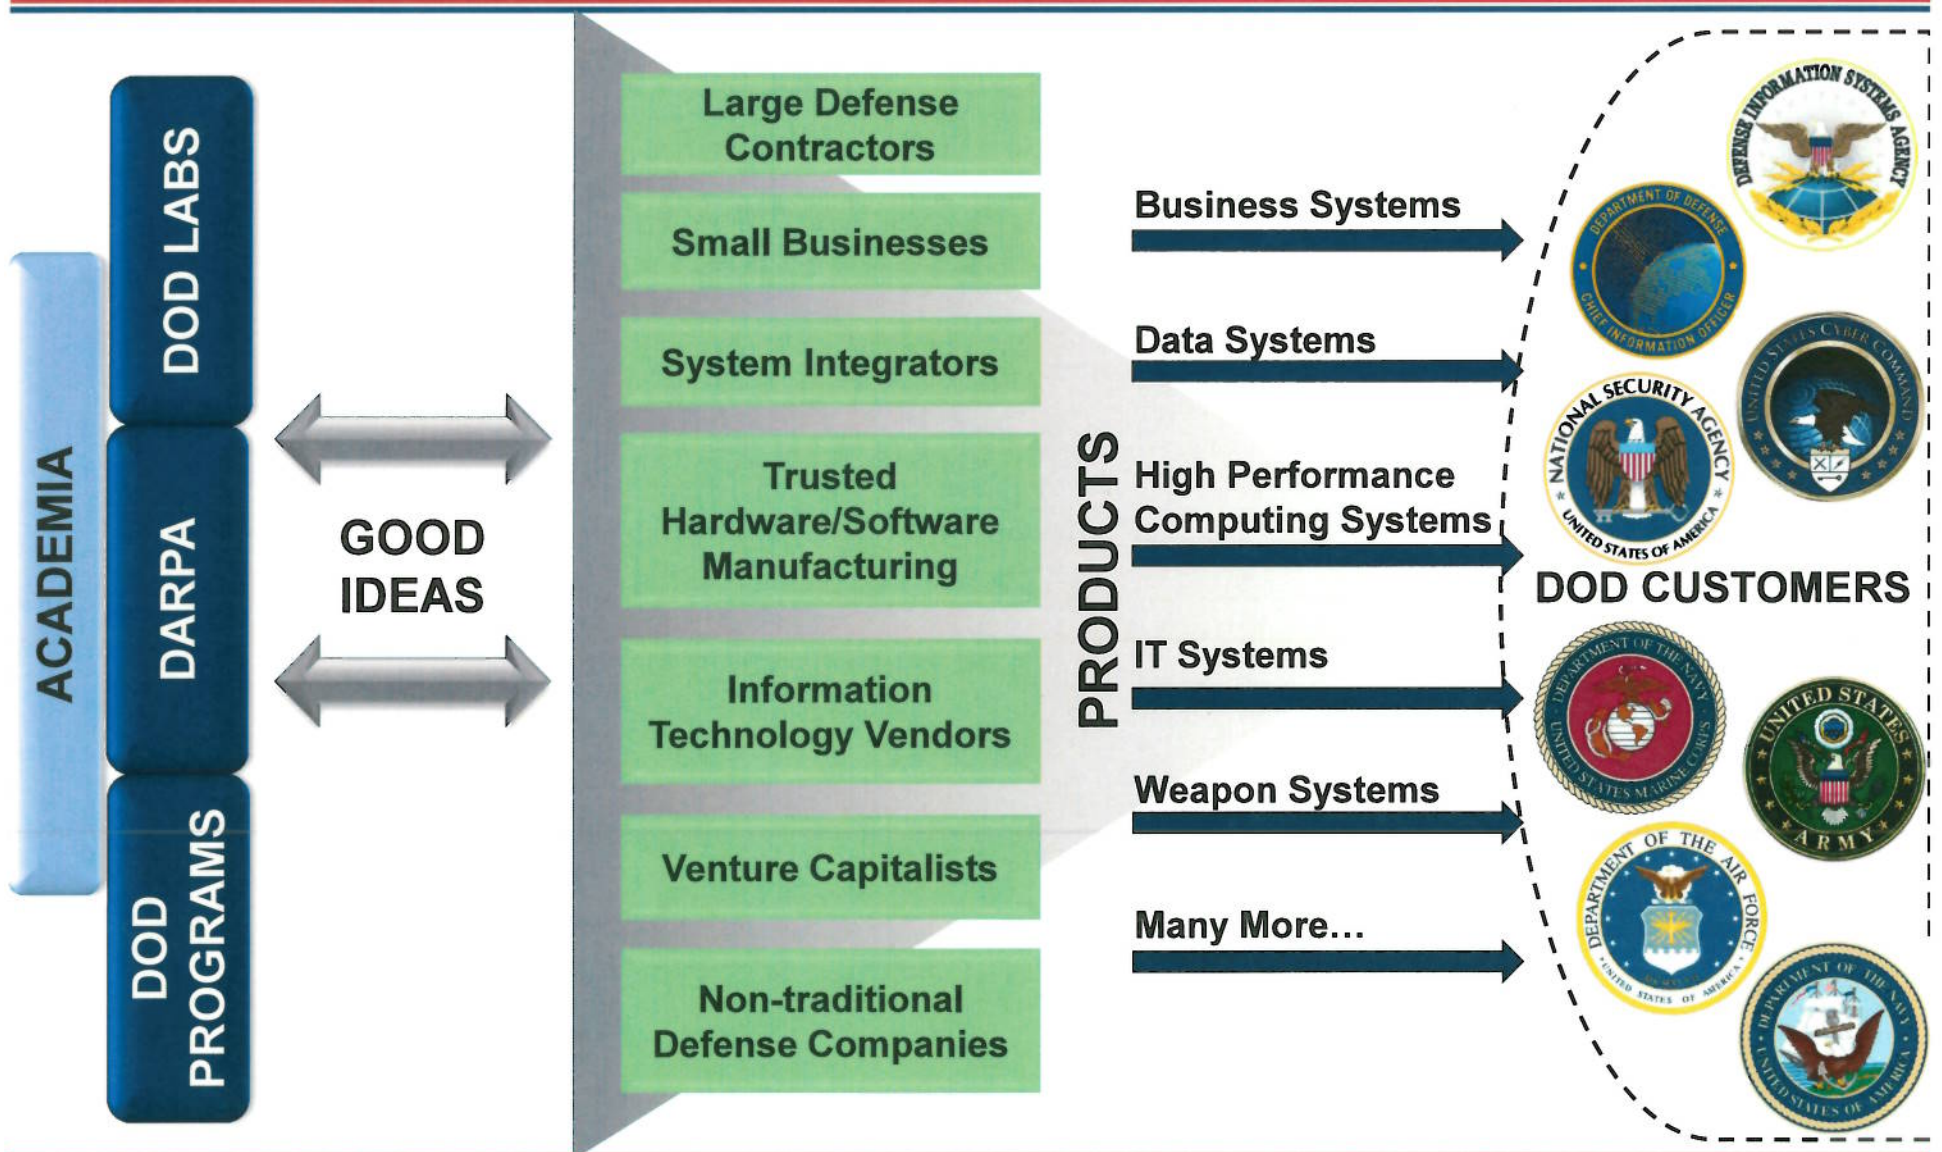 ACADEMIA
DOD LABS
DARPA
DOD
PROGRAMS
GOOD
IDEAS
Large Defense
Contractors
Small Businesses
System Integrators
Trusted
Hardware/Software
Manufacturing
Information
Technology Vendors
Venture Capitalists
Non-traditional
Defense Companies
PRODUCTS
Business Systems
Data Systems
High Performance
Computing Systems
IT Systems
Weapon Systems
Many More...
DEFENSE INFORMATION SYSTEMS AGENCY
DEPARTMENT OF DEFENSE
CHIEF INFORMATION OFFICER
UNITED STATES CYBER COMMAND
NATIONAL SECURITY AGENCY
UNITED STATES OF AMERICA
DOD CUSTOMERS
DEPARTMENT OF THE NAVY
UNITED STATES MARINE CORPS
UNITED STATES
ARMY
DEPARTMENT OF THE AIR FORCE
UNITED STATES OF AMERICA
DEPARTMENT OF THE NAVY
UNITED STATES OF AMERICA